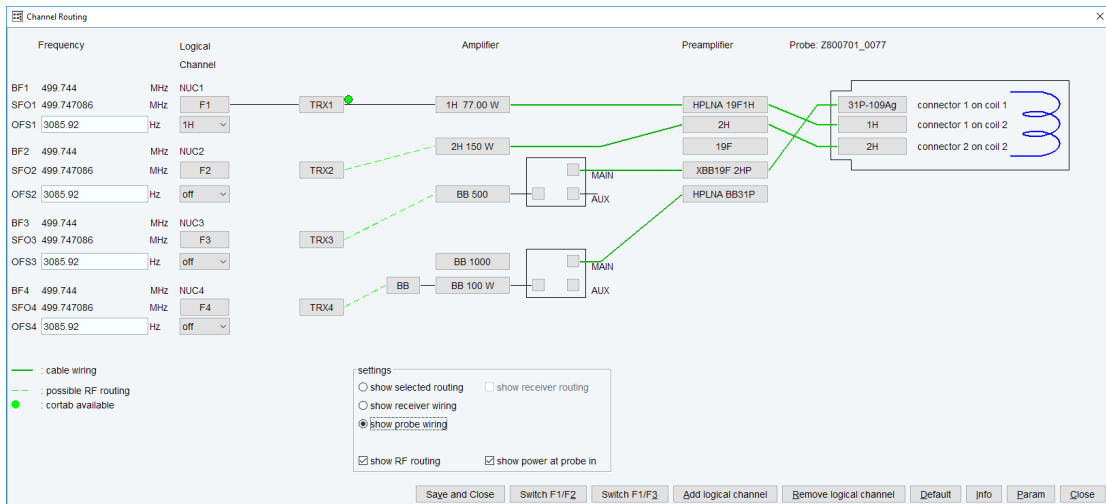 Channel Routing
Frequency Logical Channel Amplifier Preamplifier Probe: Z800701_0077
BF1 499.744 MHz NUC1
SFO1 499.747086 MHz F1 TRX1 1H 77.00 W HPLNA 19F1H 31P-109Ag connector 1 on coil 1
OFS1 3085.92 Hz 1H 2H 1H connector 1 on coil 2
BF2 499.744 MHz NUC2 2H 150 W 19F 2H connector 2 on coil 2
SFO2 499.747086 MHz F2 TRX2 MAIN XBB19F 2HP
OFS2 3085.92 Hz off BB 500 AUX HPLNA BB31P
BF3 499.744 MHz NUC3
SFO3 499.747086 MHz F3 TRX3
OFS3 3085.92 Hz off BB 1000 MAIN
BF4 499.744 MHz NUC4 BB BB 100 W AUX
SFO4 499.747086 MHz F4 TRX4
OFS4 3085.92 Hz off
: cable wiring
: possible RF routing
: cortab available
settings
show selected routing show receiver routing
show receiver wiring
show probe wiring
show RF routing show power at probe in
Save and Close Switch F1/F2 Switch F1/F3 Add logical channel Remove logical channel Default Info Param Close